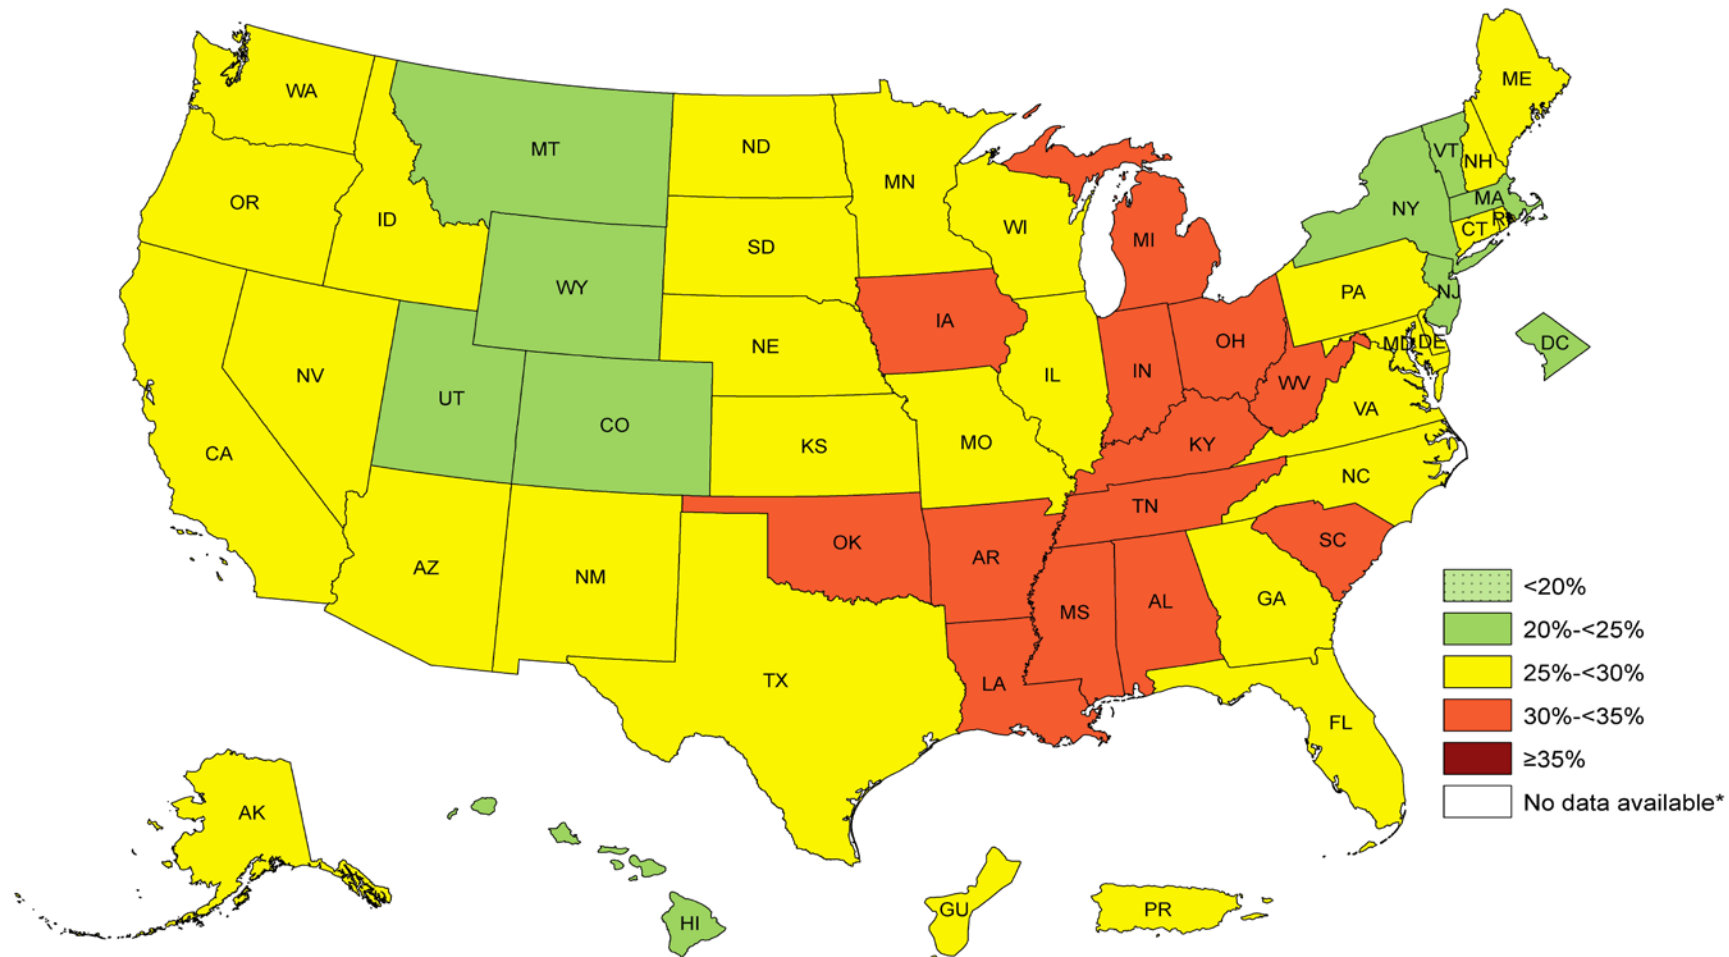 WA
MT
ND
MN
ME
OR
ID
SD
WI
MI
NY
VT
NH
MA
CT
RI
WY
NE
IA
PA
NJ
NV
UT
CO
KS
MO
IL
IN
OH
WV
MD
DE
DC
VA
CA
KY
NC
TN
AZ
NM
OK
AR
SC
MS
AL
GA
TX
LA
FL
AK
HI
GU
PR
<20%
20%-<25%
25%-<30%
30%-<35%
≥35%
No data available*